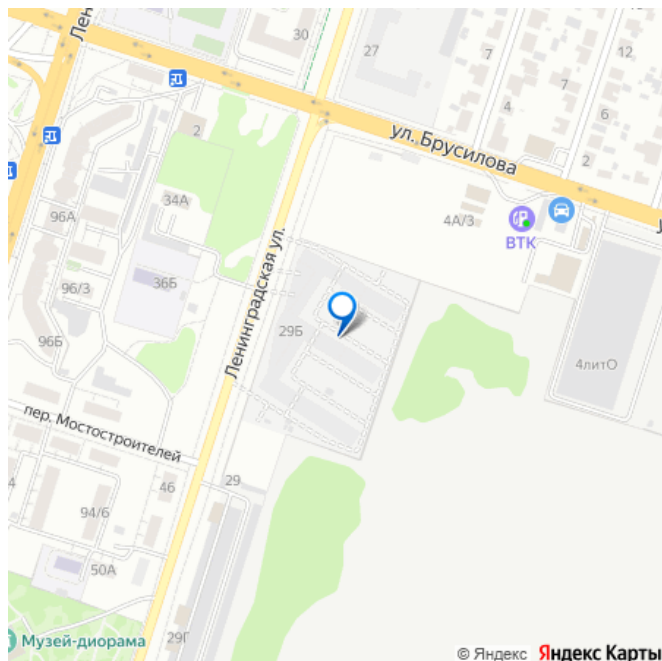 Лен
30
27
7
12
7
4
6
2
ул. Брусилова
2
34А
96А
4А/3
ВТК
у
Ленинградская ул.
36Б
96/3
29Б
96Б
4литО
пер. Мостостроителей
4
46
29
94/6
50А
Музей-диорама
29Г
© Яндекс Яндекс Карты